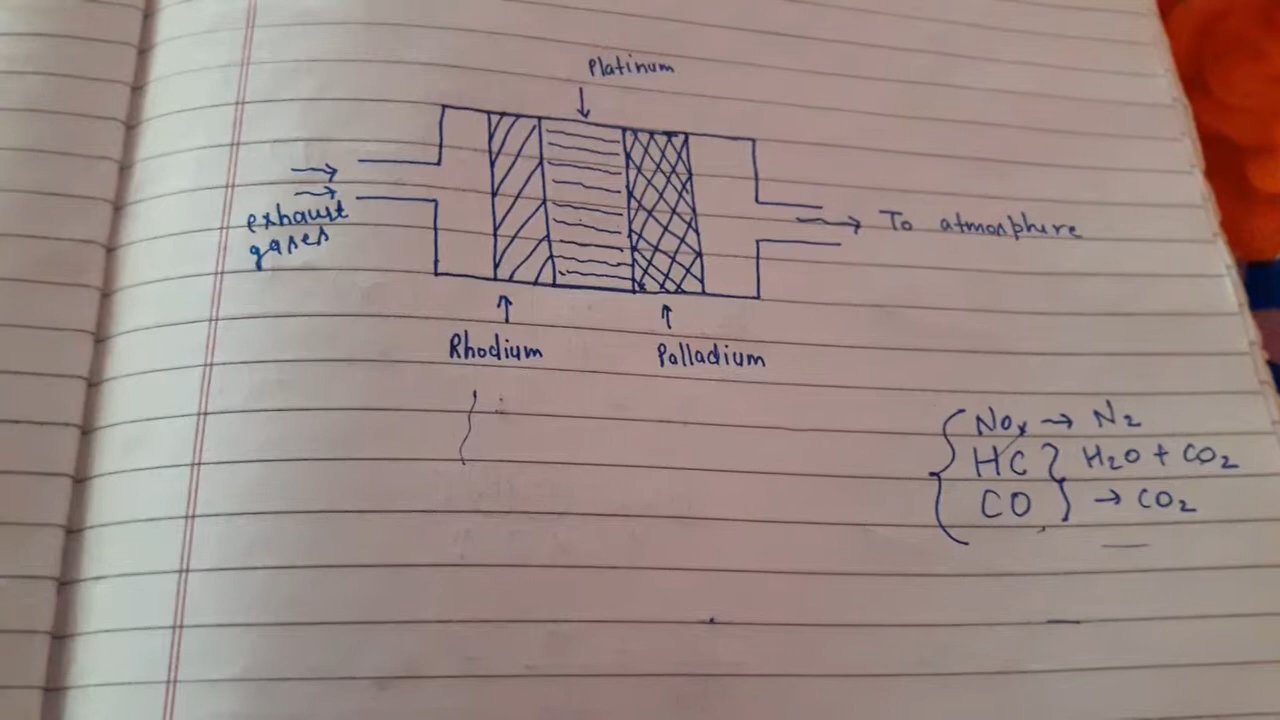 Platinum
exhaust
gases
To atmosphere
Rhodium
Palladium
NOx → N2
HC } H2O + CO2
CO } → CO2